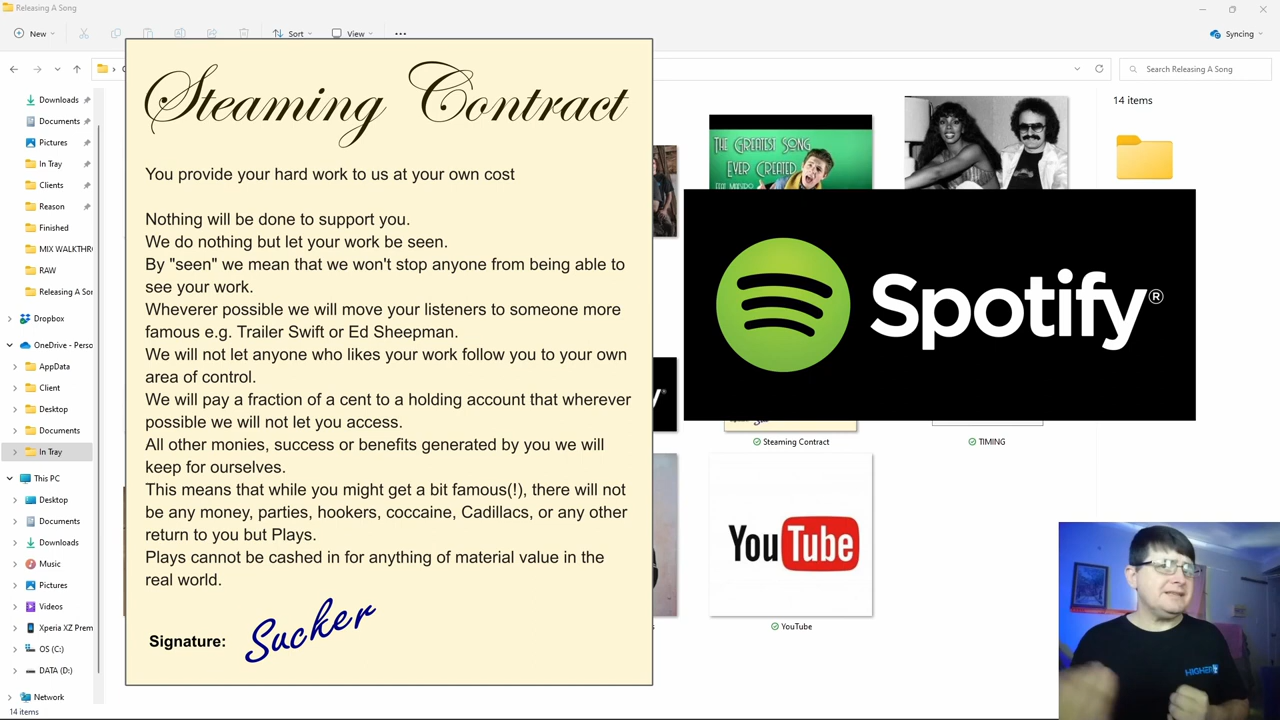 Releasing A Song
New
Sort
View
Syncing
Search Releasing A Song
14 items
Downloads
Documents
Pictures
In Tray
Clients
Reason
Finished
MIX WALKTHR
RAW
Releasing A Sor
Dropbox
OneDrive - Perso
AppData
Client
Desktop
Documents
In Tray
This PC
Desktop
Documents
Downloads
Music
Pictures
Videos
Xperia XZ Prem
OS (C:)
DATA (D:)
Network
14 items
Steaming Contract
You provide your hard work to us at your own cost
Nothing will be done to support you.
We do nothing but let your work be seen.
By "seen" we mean that we won't stop anyone from being able to
see your work.
Wherever possible we will move your listeners to someone more
famous e.g. Trailer Swift or Ed Sheepman.
We will not let anyone who likes your work follow you to your own
area of control.
We will pay a fraction of a cent to a holding account that wherever
possible we will not let you access.
All other monies, success or benefits generated by you we will
keep for ourselves.
This means that while you might get a bit famous(!), there will not
be any money, parties, hookers, coccaine, Cadillacs, or any other
return to you but Plays.
Plays cannot be cashed in for anything of material value in the
real world.
Signature: Sucker
THE GREATEST SONG
EVER CREATED
Spotify®
Steaming Contract
TIMING
YouTube
YouTube
HIGHER